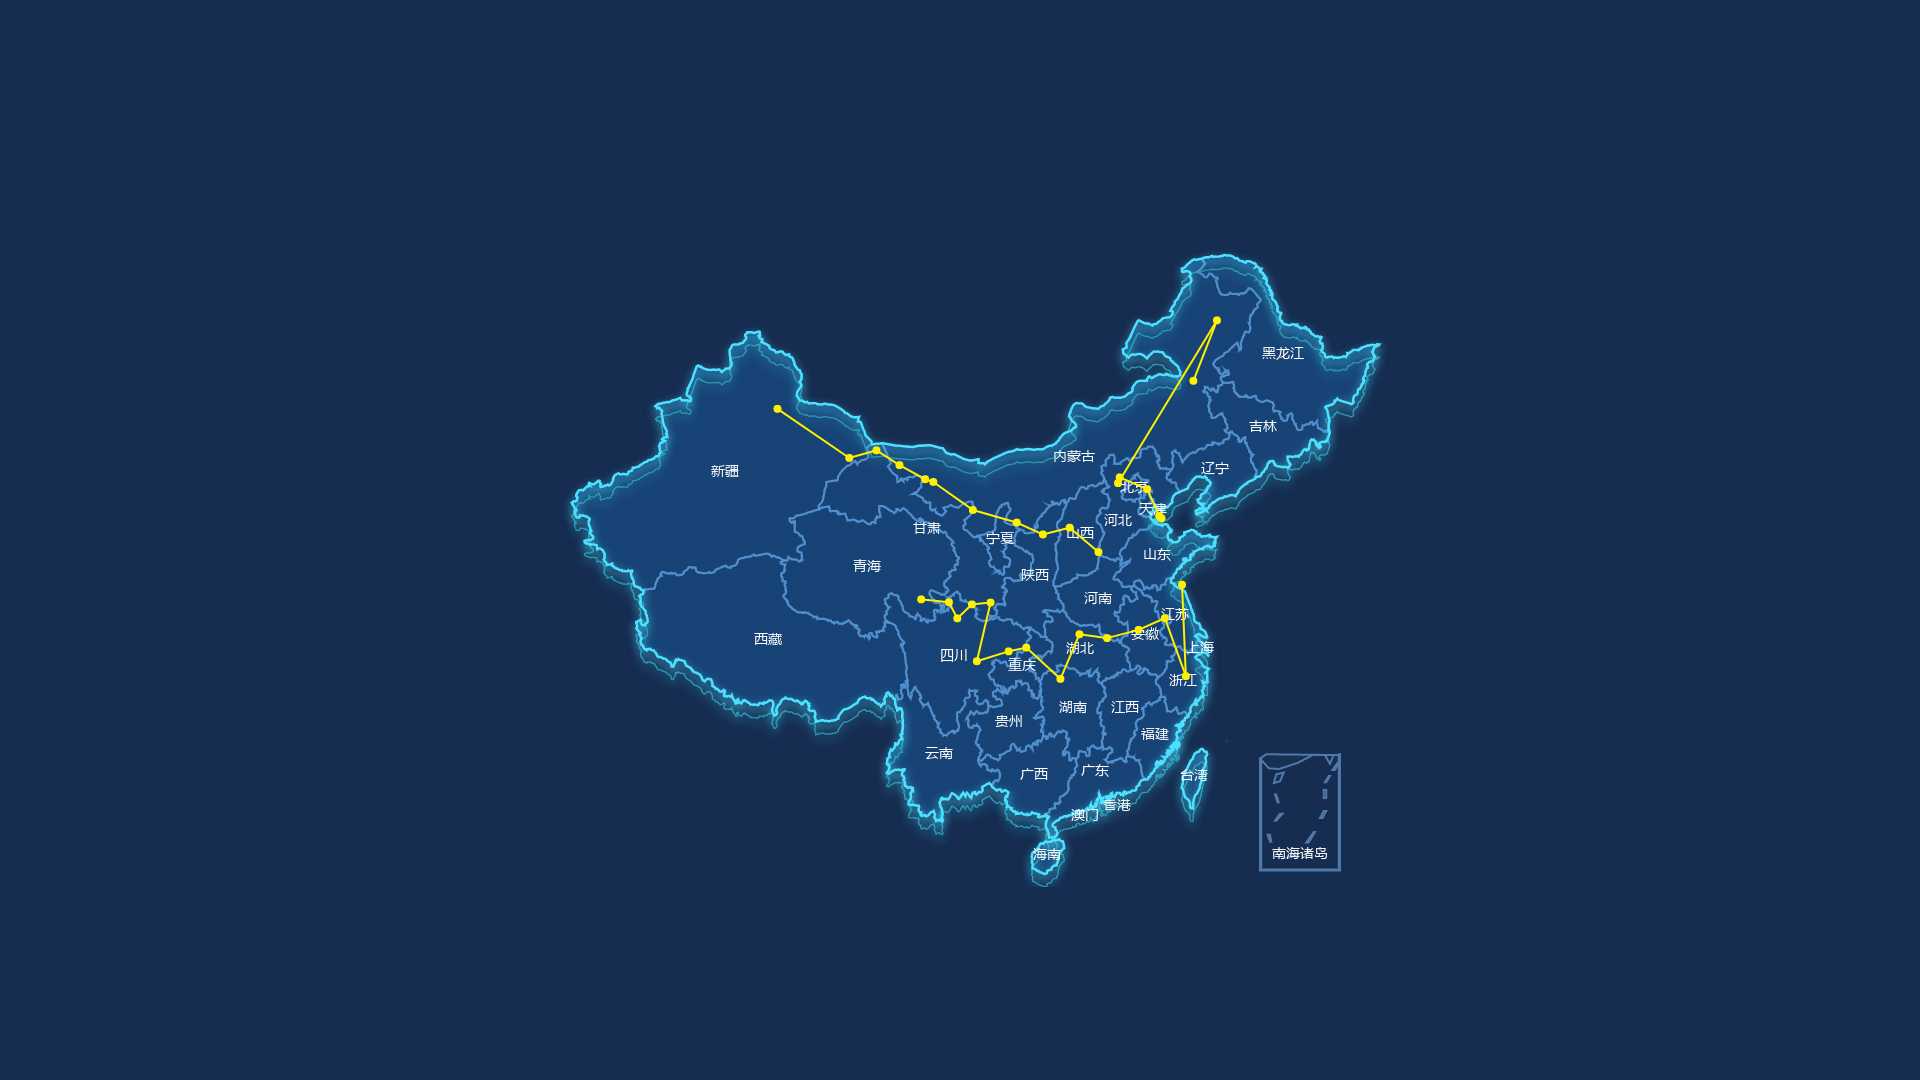 黑龙江
吉林
内蒙古
辽宁
新疆
北京
天津
河北
甘肃
山西
宁夏
山东
青海
陕西
河南
江苏
安徽
西藏
湖北
上海
四川
重庆
浙江
湖南
江西
贵州
福建
云南
广西
广东
台湾
香港
澳门
海南
南海诸岛